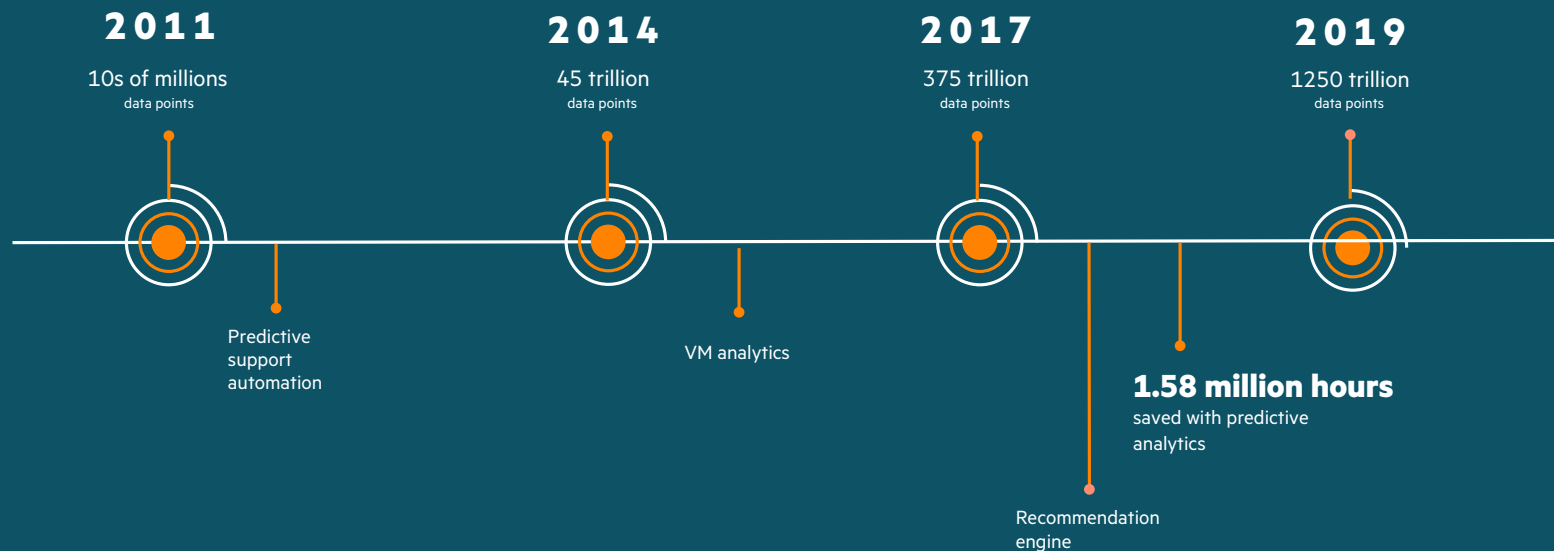 2011
10s of millions
data points
2014
45 trillion
data points
2017
375 trillion
data points
2019
1250 trillion
data points
Predictive
support
automation
VM analytics
1.58 million hours
saved with predictive
analytics
Recommendation
engine